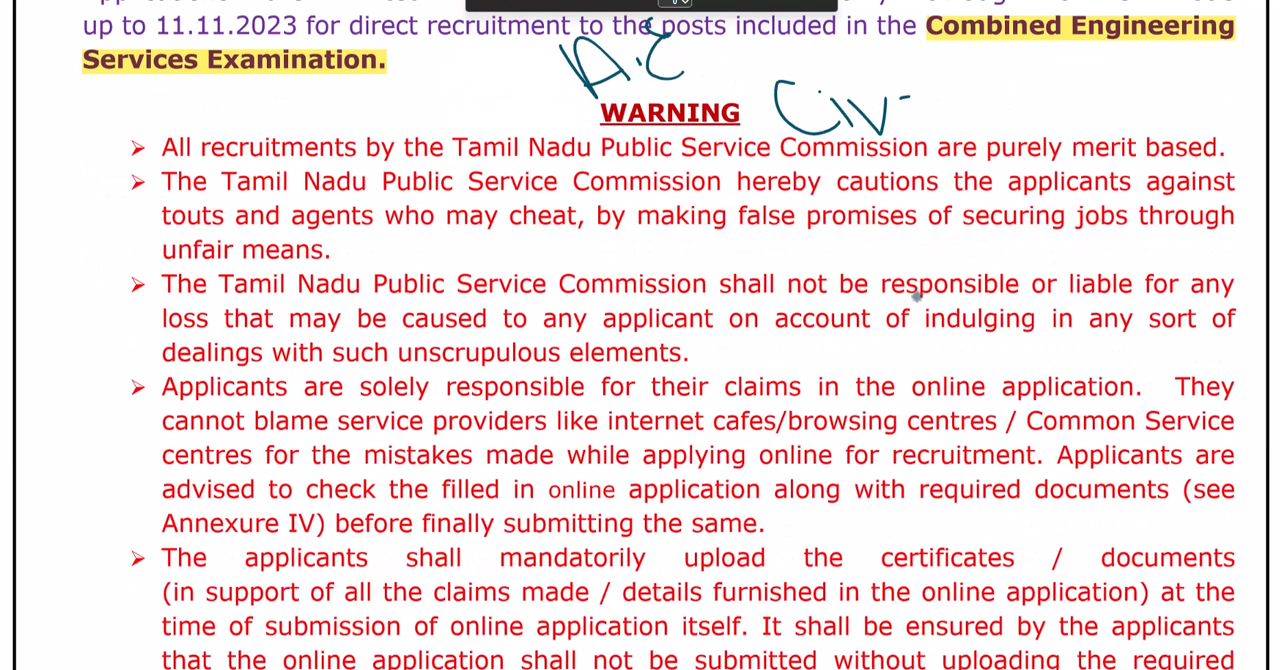 up to 11.11.2023 for direct recruitment to the posts included in the Combined Engineering
Services Examination.
A.E
Civ
WARNING
➢ All recruitments by the Tamil Nadu Public Service Commission are purely merit based.
➢ The Tamil Nadu Public Service Commission hereby cautions the applicants against
touts and agents who may cheat, by making false promises of securing jobs through
unfair means.
➢ The Tamil Nadu Public Service Commission shall not be responsible or liable for any
loss that may be caused to any applicant on account of indulging in any sort of
dealings with such unscrupulous elements.
➢ Applicants are solely responsible for their claims in the online application. They
cannot blame service providers like internet cafes/browsing centres / Common Service
centres for the mistakes made while applying online for recruitment. Applicants are
advised to check the filled in online application along with required documents (see
Annexure IV) before finally submitting the same.
➢ The applicants shall mandatorily upload the certificates / documents
(in support of all the claims made / details furnished in the online application) at the
time of submission of online application itself. It shall be ensured by the applicants
that the online application shall not be submitted without uploading the required